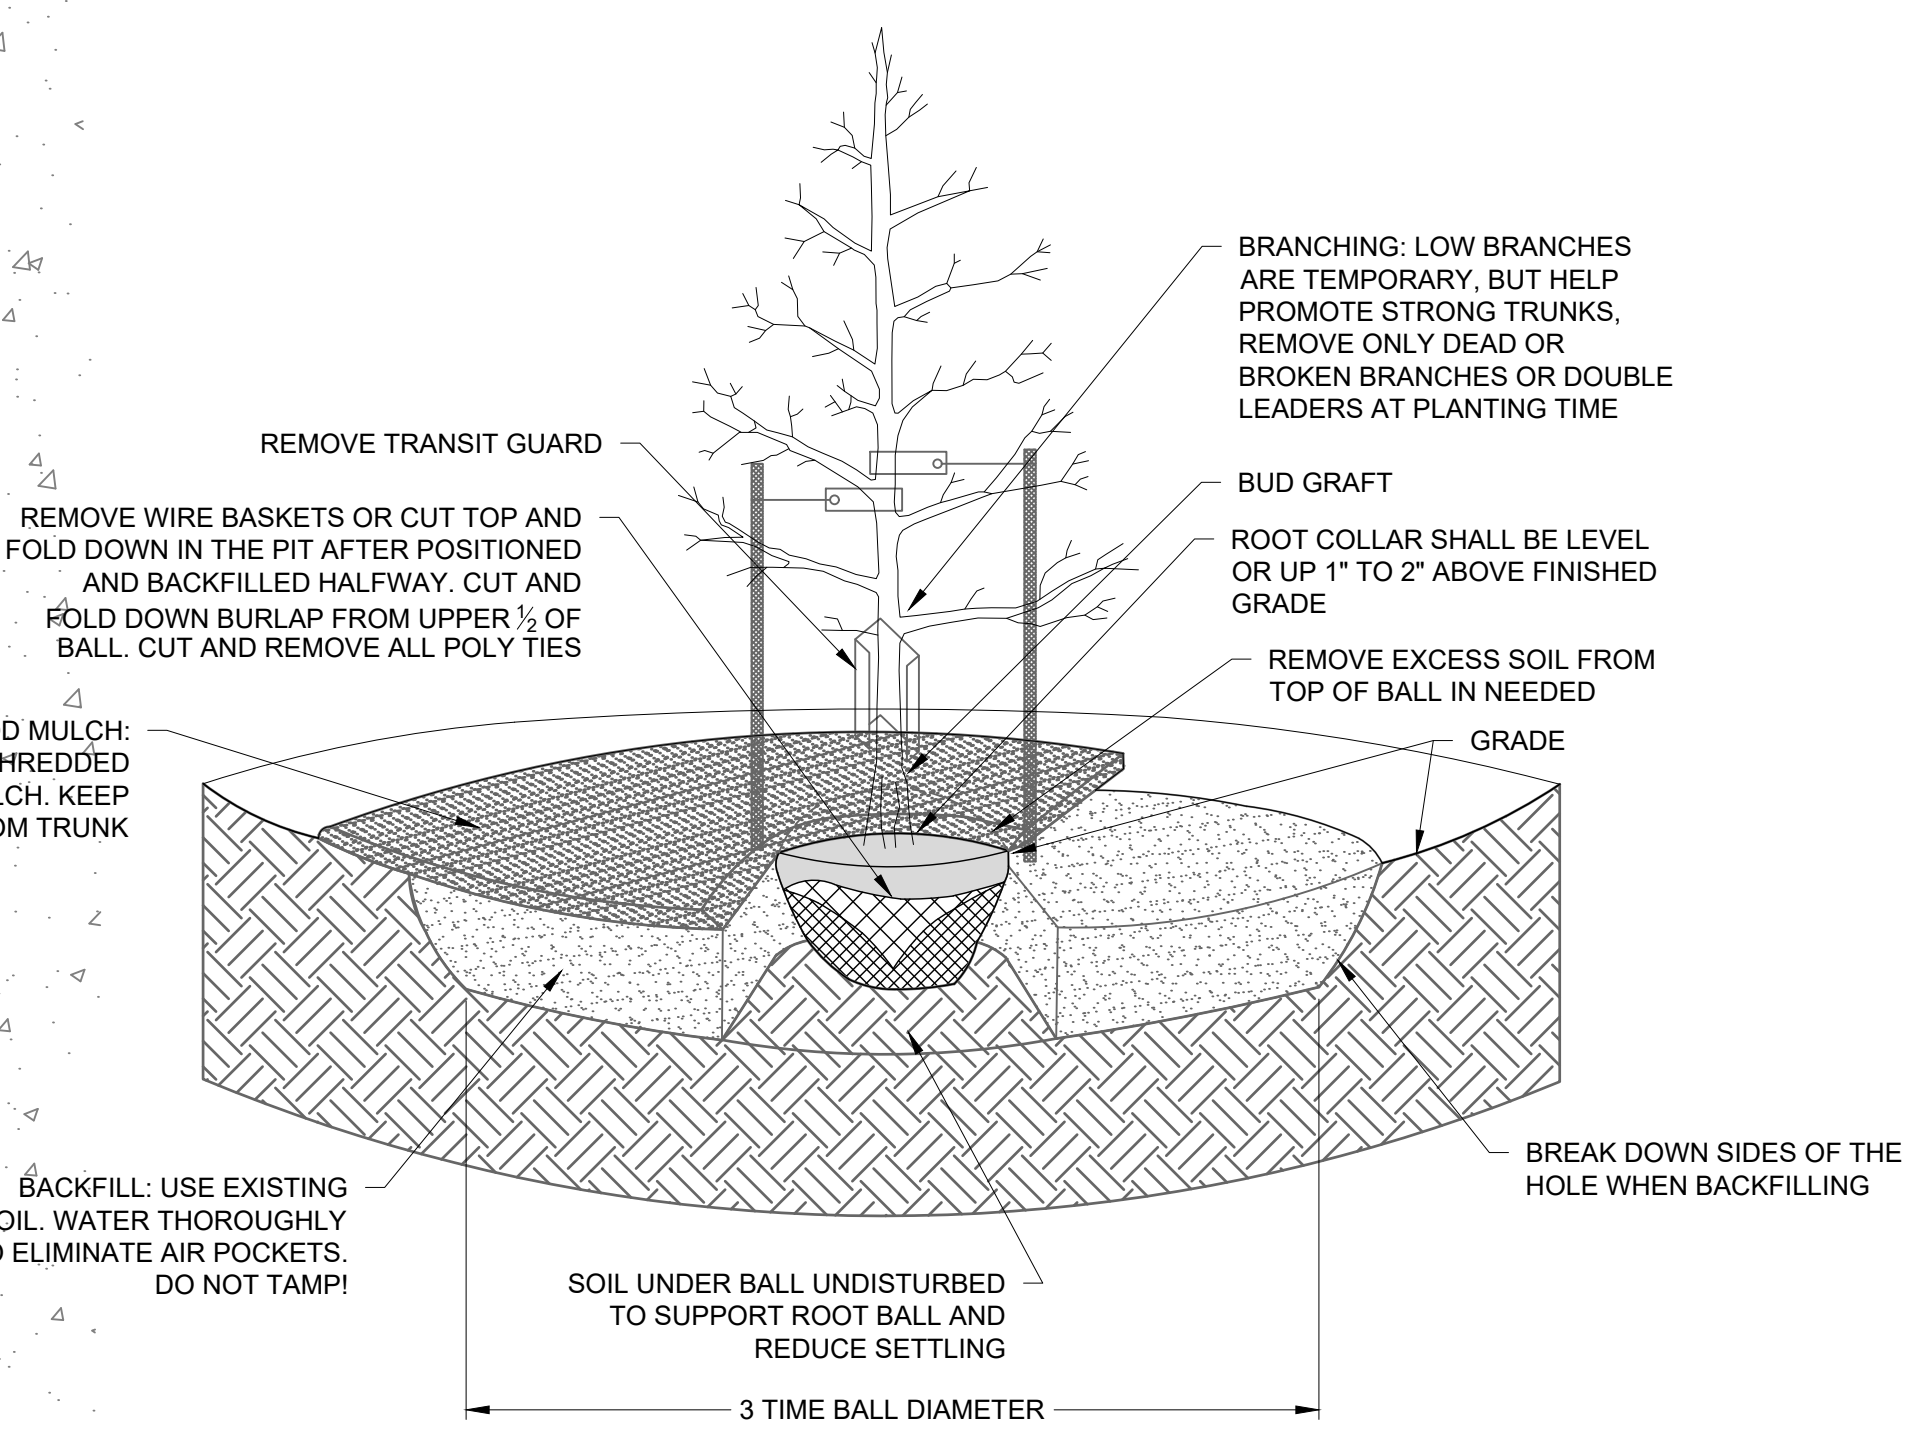 BRANCHING: LOW BRANCHES
ARE TEMPORARY, BUT HELP
PROMOTE STRONG TRUNKS,
REMOVE ONLY DEAD OR
BROKEN BRANCHES OR DOUBLE
LEADERS AT PLANTING TIME
REMOVE TRANSIT GUARD
BUD GRAFT
REMOVE WIRE BASKETS OR CUT TOP AND
FOLD DOWN IN THE PIT AFTER POSITIONED
AND BACKFILLED HALFWAY. CUT AND
FOLD DOWN BURLAP FROM UPPER ½ OF
BALL. CUT AND REMOVE ALL POLY TIES
ROOT COLLAR SHALL BE LEVEL
OR UP 1" TO 2" ABOVE FINISHED
GRADE
REMOVE EXCESS SOIL FROM
TOP OF BALL IN NEEDED
GRADE
MULCH:
KEEP
TRUNK
BREAK DOWN SIDES OF THE
HOLE WHEN BACKFILLING
BACKFILL: USE EXISTING
WATER THOROUGHLY
ELIMINATE AIR POCKETS.
DO NOT TAMP!
SOIL UNDER BALL UNDISTURBED
TO SUPPORT ROOT BALL AND
REDUCE SETTLING
3 TIME BALL DIAMETER